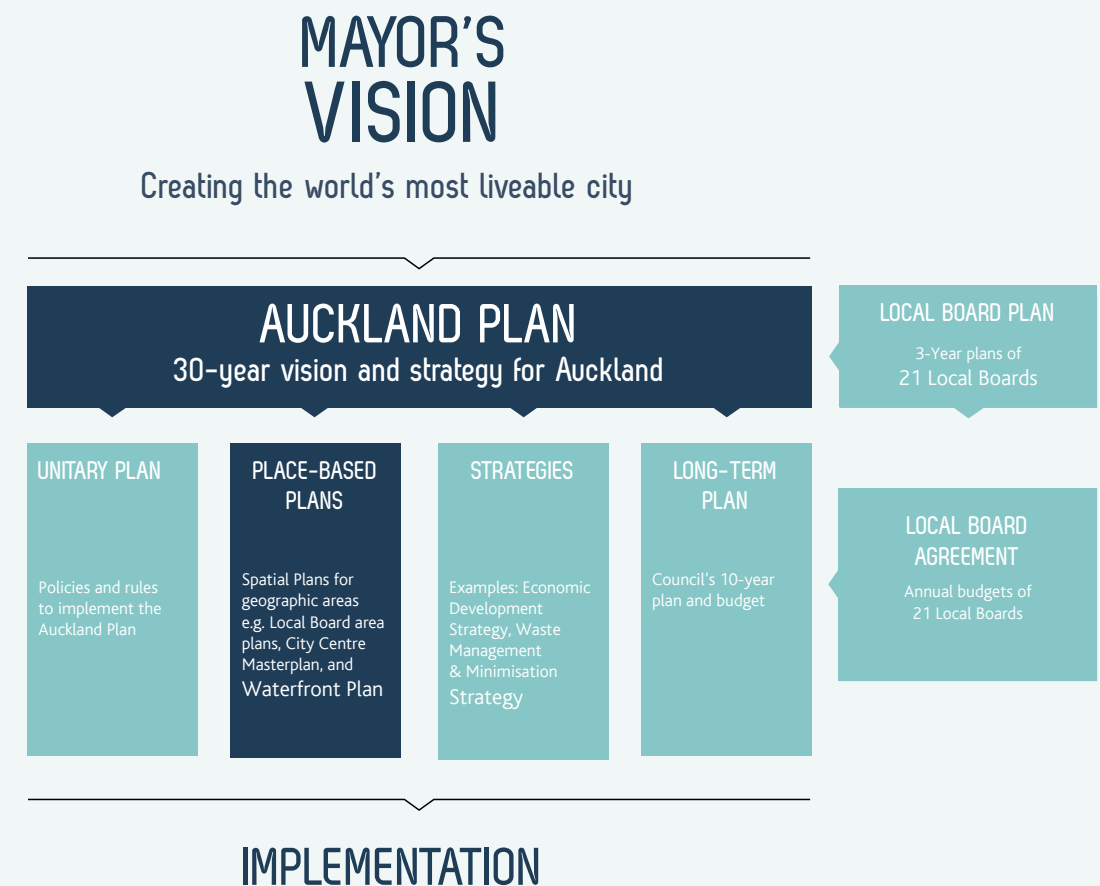 MAYOR'S
VISION
Creating the world's most liveable city
AUCKLAND PLAN
30-year vision and strategy for Auckland
LOCAL BOARD PLAN
3-Year plans of
21 Local Boards
UNITARY PLAN
Policies and rules
to implement the
Auckland Plan
PLACE-BASED
PLANS
Spatial Plans for
geographic areas
e.g. Local Board area
plans, City Centre
Masterplan, and
Waterfront Plan
STRATEGIES
Examples: Economic
Development
Strategy, Waste
Management
& Minimisation
Strategy
LONG-TERM
PLAN
Council's 10-year
plan and budget
LOCAL BOARD
AGREEMENT
Annual budgets of
21 Local Boards
IMPLEMENTATION